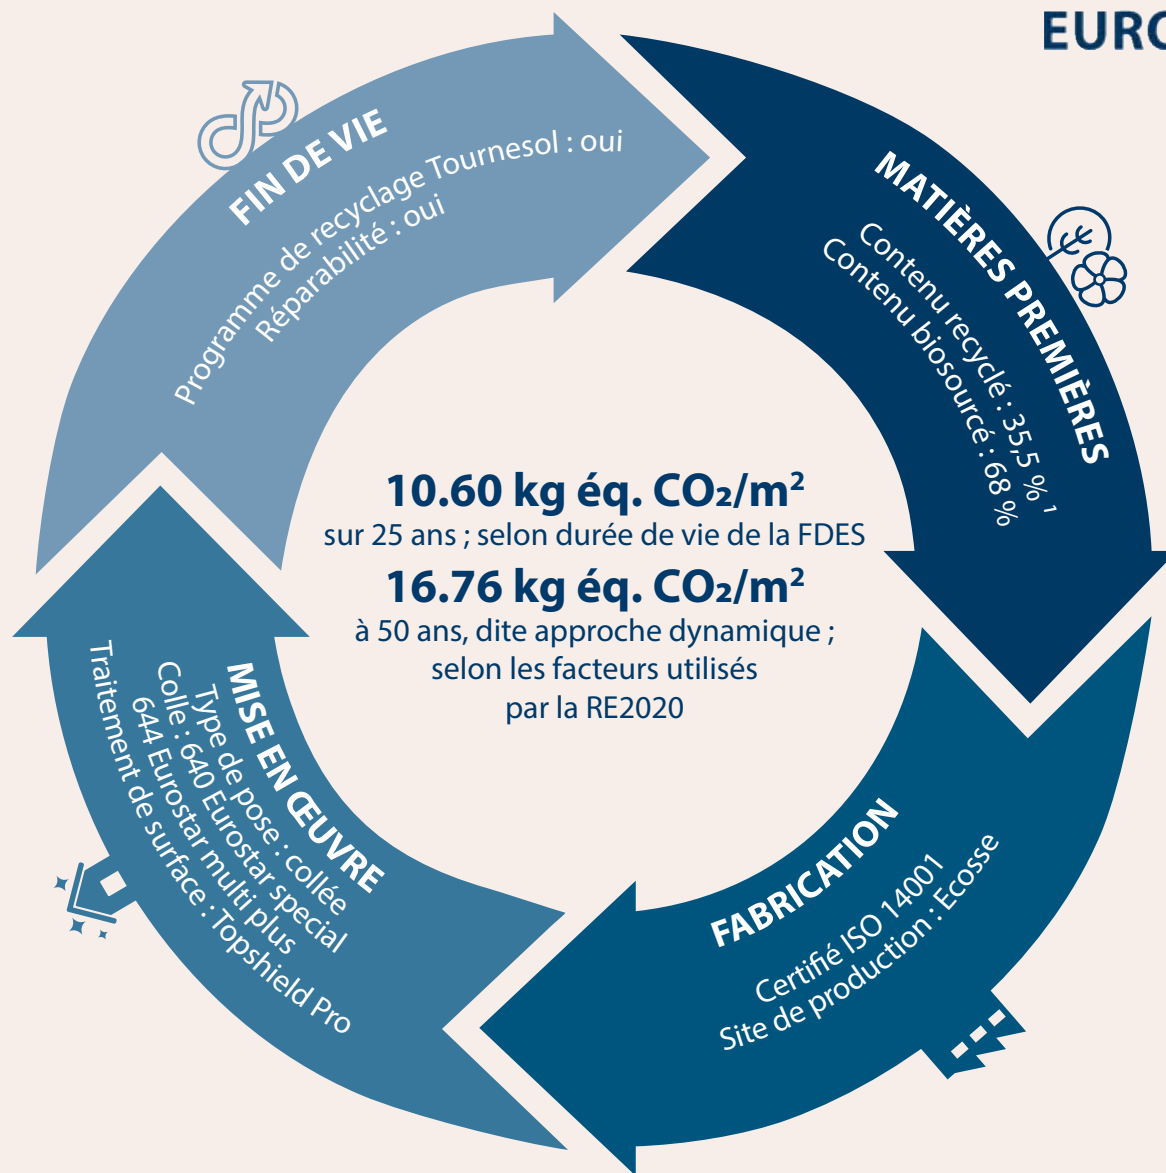 EURO
FIN DE VIE
Programme de recyclage Tournesol : oui
Réparabilité : oui
MATIÈRES PREMIÈRES
Contenu recyclé : 35,5 % ¹
Contenu biosourcé : 68 %
10.60 kg éq. CO₂/m²
sur 25 ans ; selon durée de vie de la FDES
16.76 kg éq. CO₂/m²
à 50 ans, dite approche dynamique ;
selon les facteurs utilisés
par la RE2020
FABRICATION
Certifié ISO 14001
Site de production : Ecosse
MISE EN ŒUVRE
Type de pose : collée
Colle : 640 Eurostar special
644 Eurostar multi plus
Traitement de surface : Topshield Pro